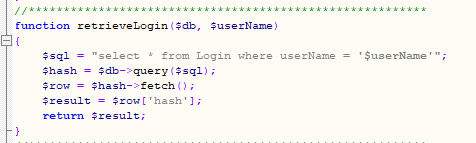 //*********************************************************
function retrieveLogin($db, $userName)
{
$sql = "select * from Login where userName = '$userName'";
$hash = $db->query($sql);
$row = $hash->fetch();
$result = $row['hash'];
return $result;
}